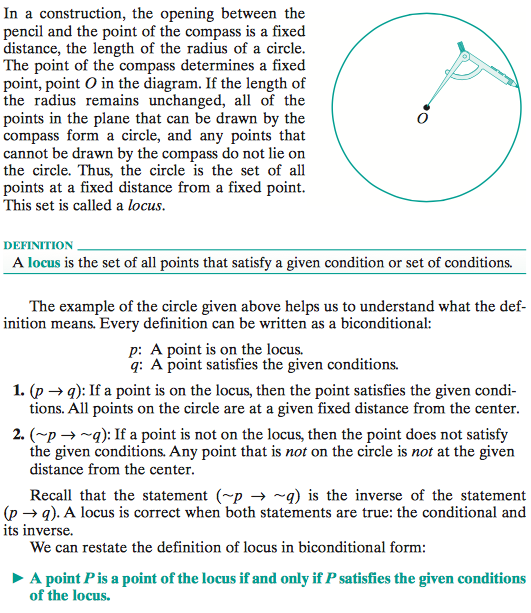 In a construction, the opening between the
pencil and the point of the compass is a fixed
distance, the length of the radius of a circle.
The point of the compass determines a fixed
point, point O in the diagram. If the length of
the radius remains unchanged, all of the
points in the plane that can be drawn by the
compass form a circle, and any points that
cannot be drawn by the compass do not lie on
the circle. Thus, the circle is the set of all
points at a fixed distance from a fixed point.
This set is called a locus.
O
DEFINITION
A locus is the set of all points that satisfy a given condition or set of conditions.
The example of the circle given above helps us to understand what the def-
inition means. Every definition can be written as a biconditional:
p: A point is on the locus.
q: A point satisfies the given conditions.
1. (p → q): If a point is on the locus, then the point satisfies the given condi-
tions. All points on the circle are at a given fixed distance from the center.
2. (~p → ~q): If a point is not on the locus, then the point does not satisfy
the given conditions. Any point that is not on the circle is not at the given
distance from the center.
Recall that the statement (~p → ~q) is the inverse of the statement
(p → q). A locus is correct when both statements are true: the conditional and
its inverse.
We can restate the definition of locus in biconditional form:
▶ A point P is a point of the locus if and only if P satisfies the given conditions
of the locus.